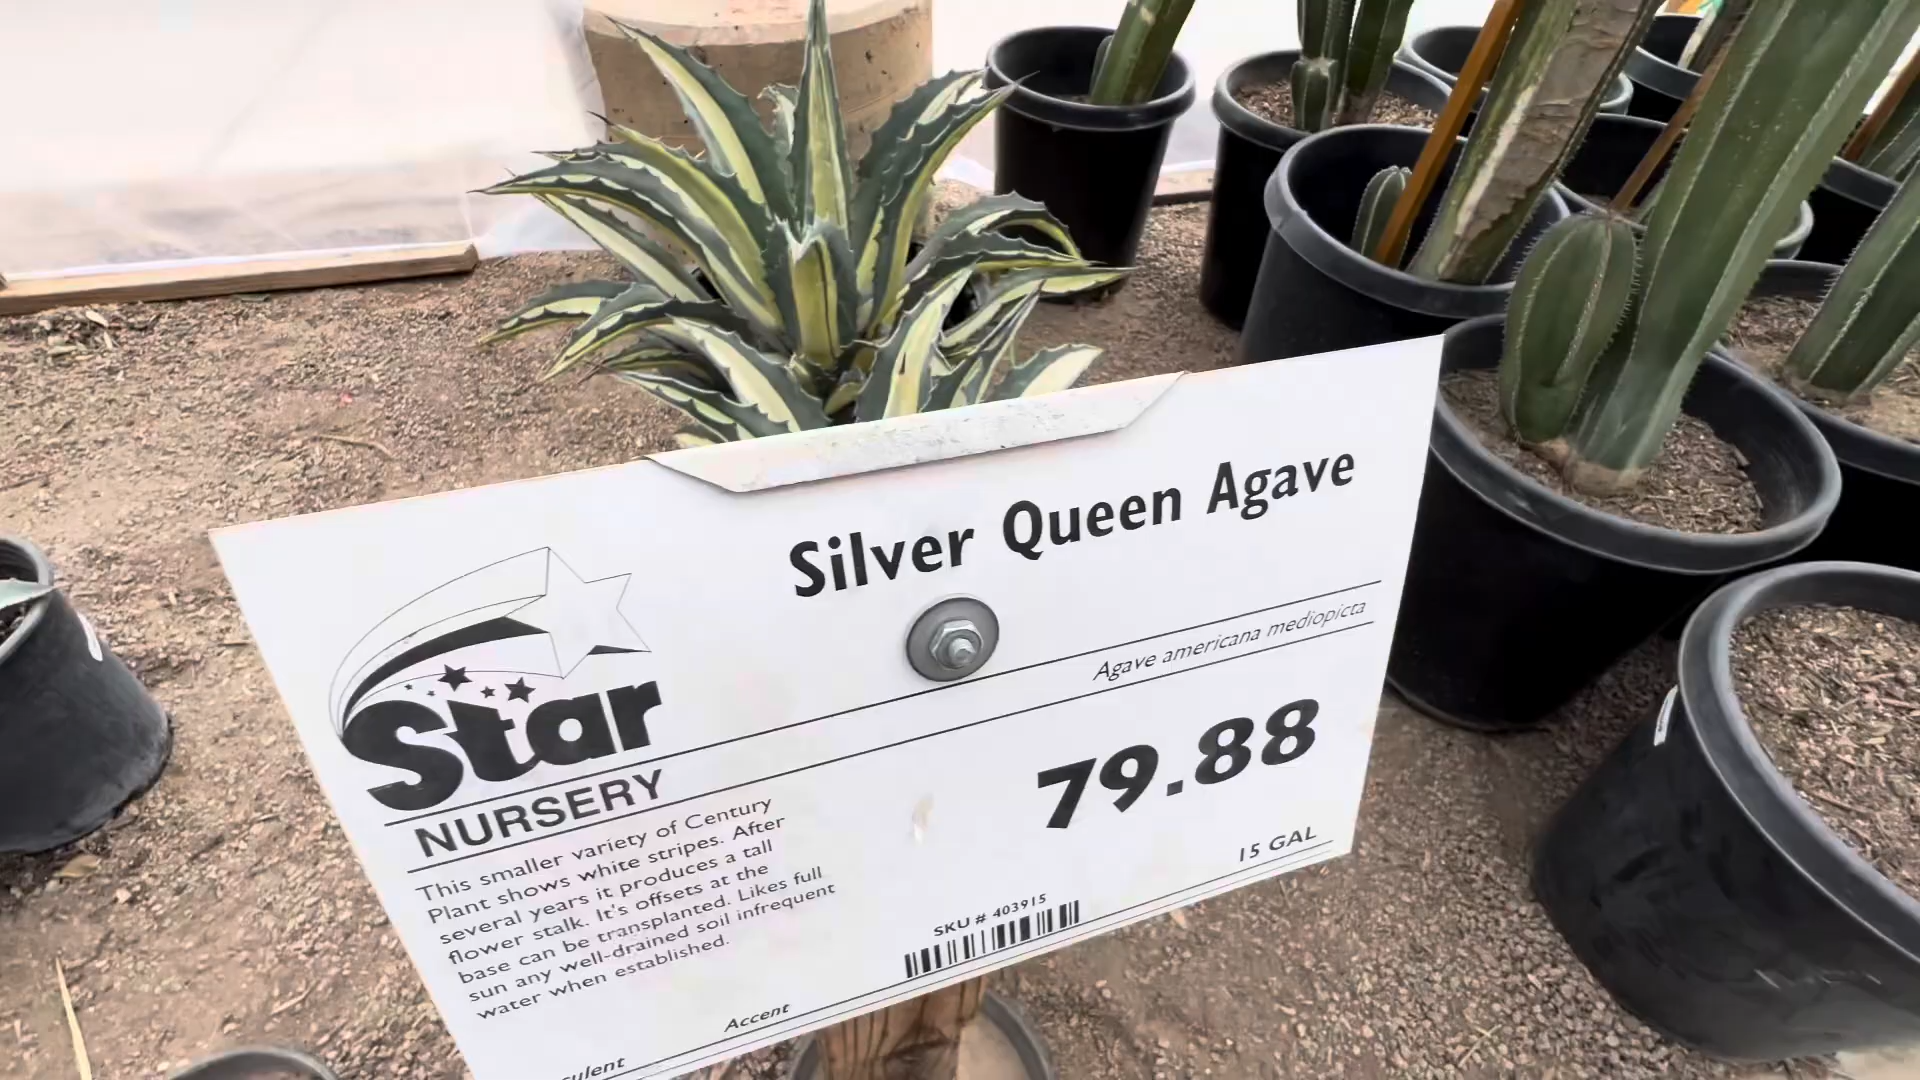 Silver Queen Agave
Agave americana mediopicta
Star
NURSERY
79.88
15 GAL
This smaller variety of Century
Plant shows white stripes. After
several years it produces a tall
flower stalk. It's offsets at the
base can be transplanted. Likes full
sun any well-drained soil infrequent
water when established.
SKU # 403915
Accent